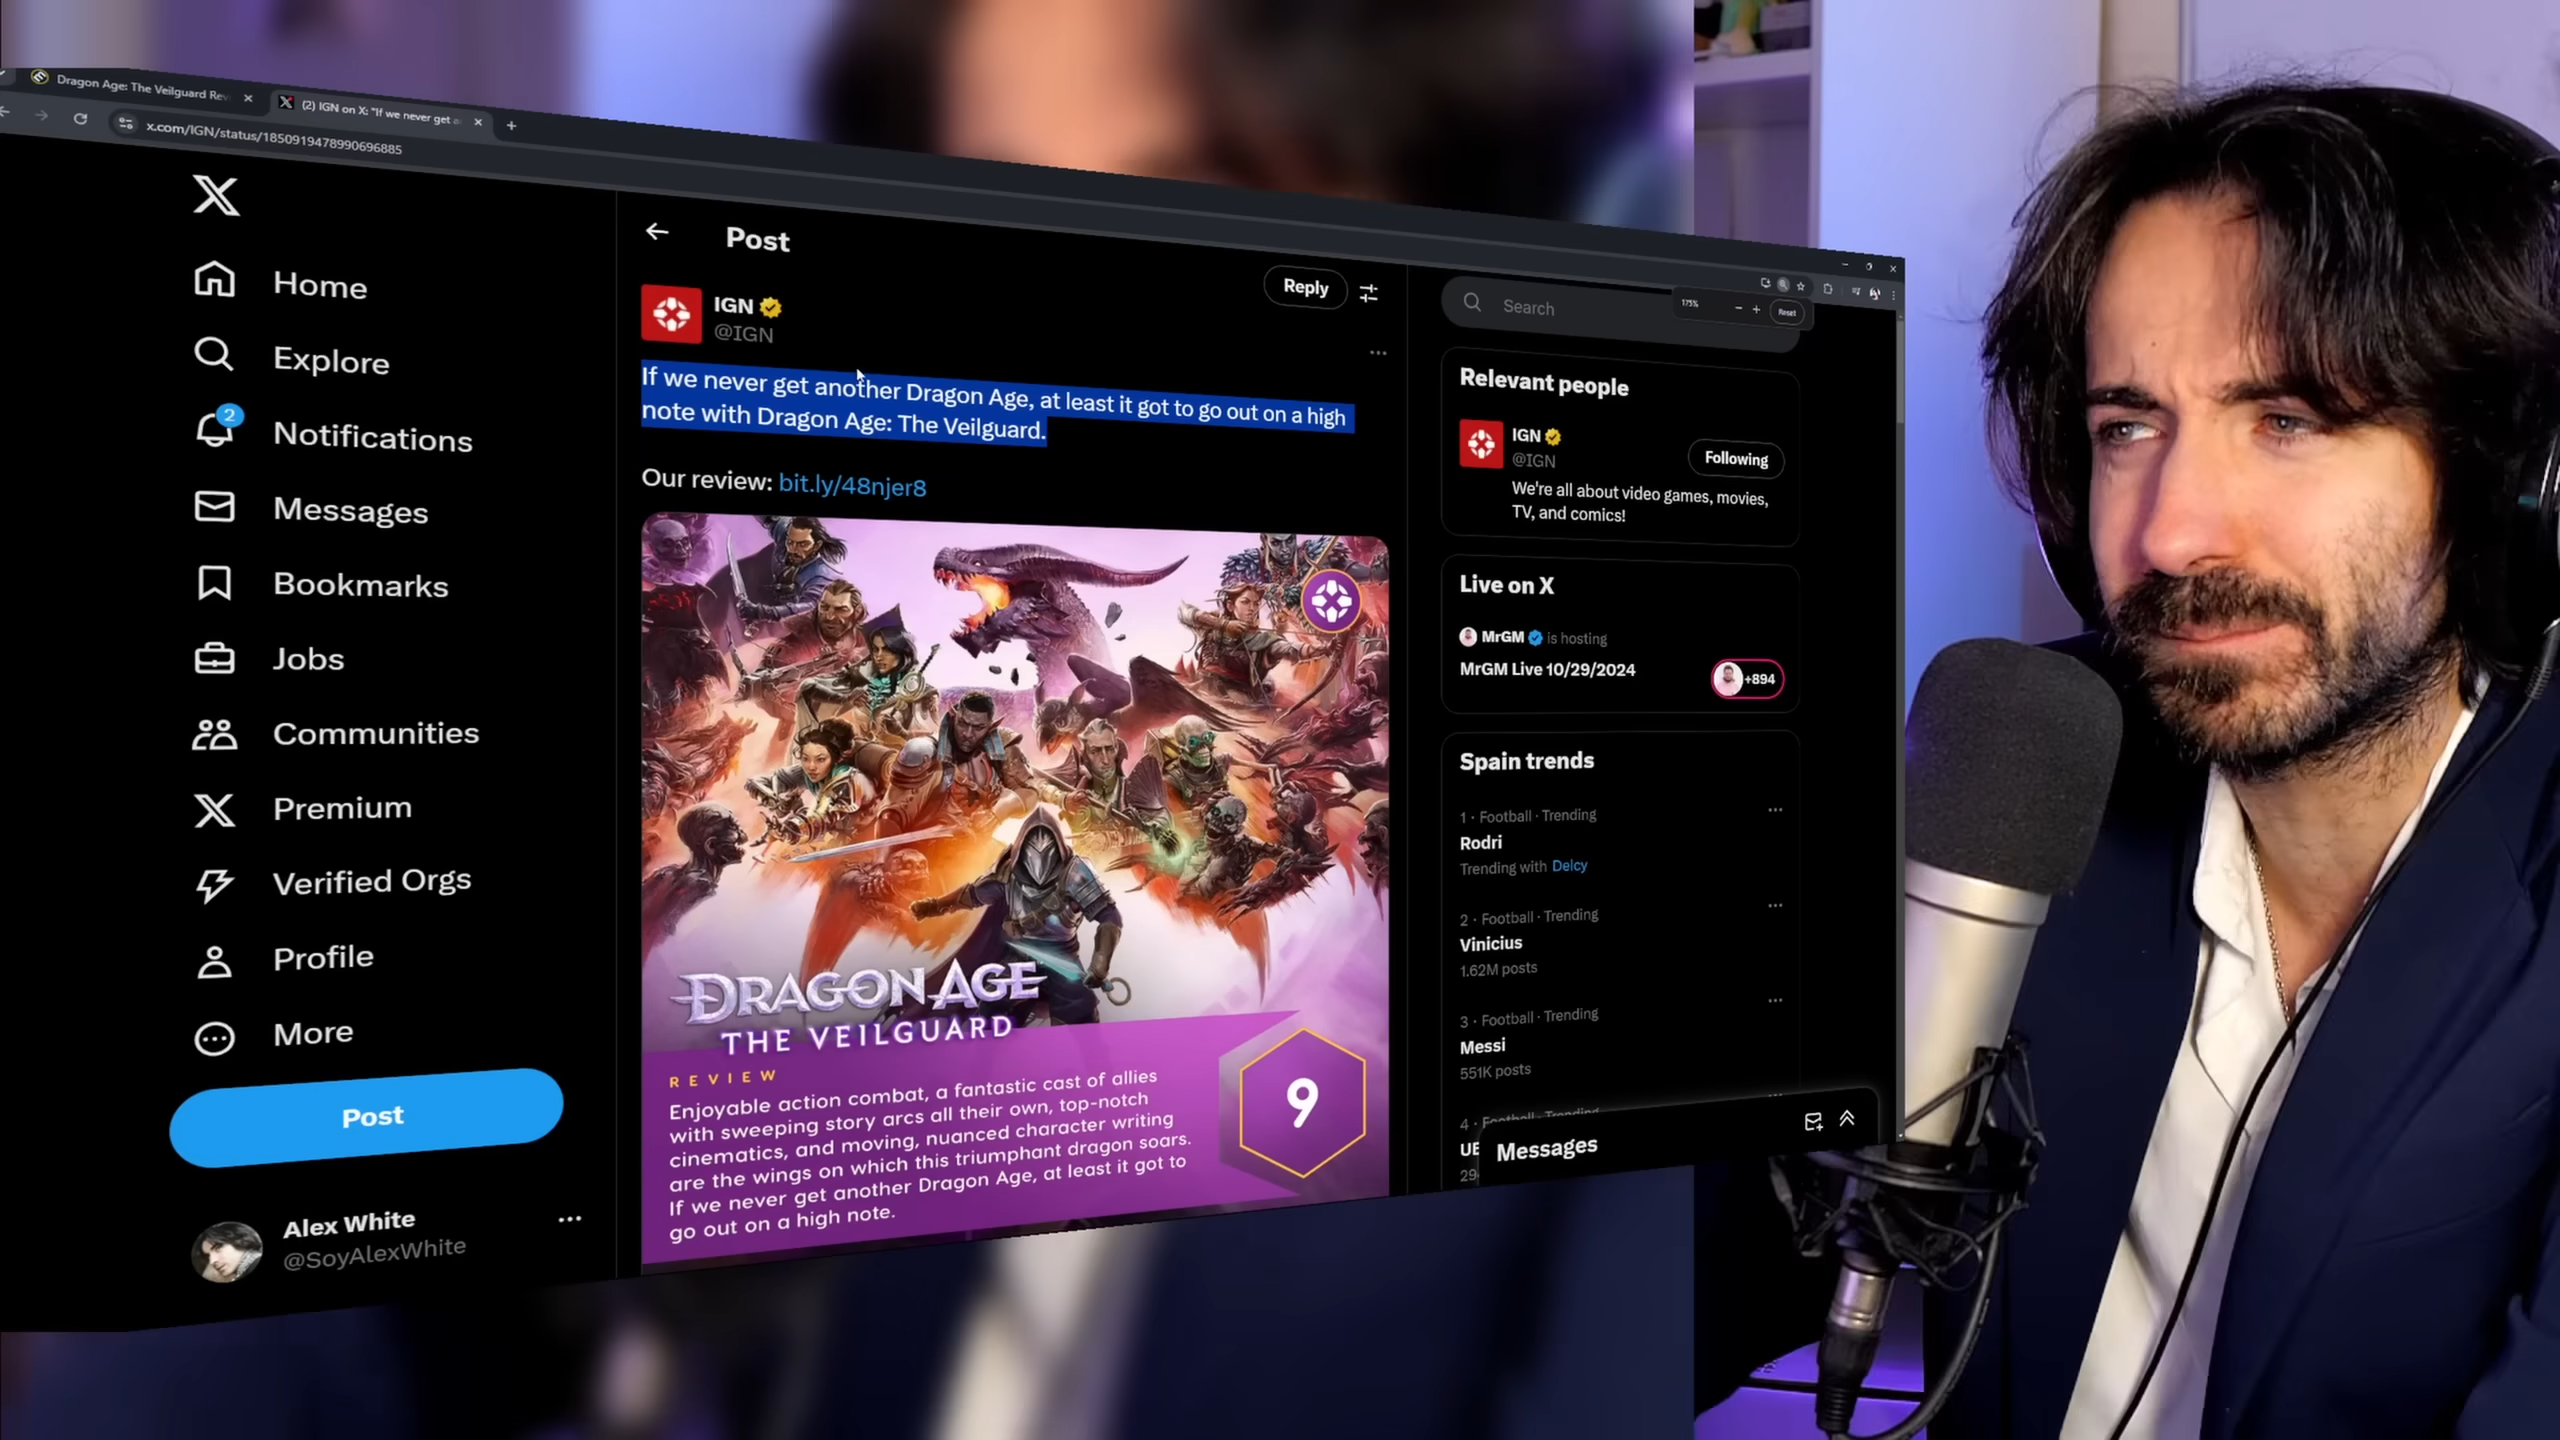 Dragon Age: The Veilguard Rev
(2) IGN on X: "If we never get a
x.com/IGN/status/1850919478990696885
Home
Explore
2
Notifications
Messages
Bookmarks
Jobs
Communities
Premium
Verified Orgs
Profile
More
Post
Alex White
@SoyAlexWhite
Post
Reply
IGN
@IGN
If we never get another Dragon Age, at least it got to go out on a high
note with Dragon Age: The Veilguard.
Our review: bit.ly/48njer8
DRAGON AGE
THE VEILGUARD
REVIEW
Enjoyable action combat, a fantastic cast of allies
with sweeping story arcs all their own, top-notch
cinematics, and moving, nuanced character writing
are the wings on which this triumphant dragon soars.
If we never get another Dragon Age, at least it got to
go out on a high note.
9
175%
Reset
Search
Relevant people
IGN
@IGN
Following
We're all about video games, movies,
TV, and comics!
Live on X
MrGM is hosting
MrGM Live 10/29/2024
+894
Spain trends
1 · Football · Trending
Rodri
Trending with Delcy
2 · Football · Trending
Vinicius
1.62M posts
3 · Football · Trending
Messi
551K posts
4 · Football · Trending
UE
29
Messages